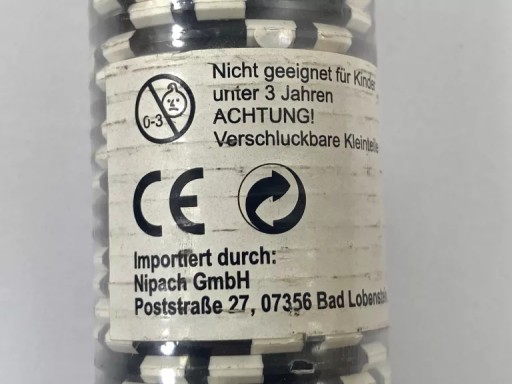 Nicht geeignet für Kinder
unter 3 Jahren
ACHTUNG!
Verschluckbare Kleinteile
0-3
CE
Importiert durch:
Nipach GmbH
Poststraße 27, 07356 Bad